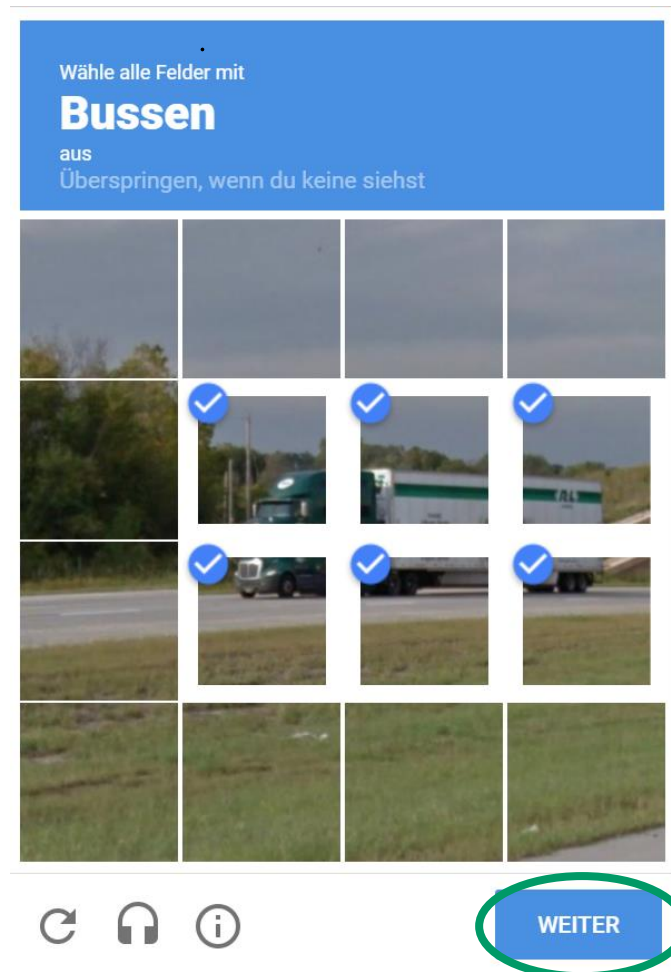 Wähle alle Felder mit
Bussen
aus
Überspringen, wenn du keine siehst
WEITER